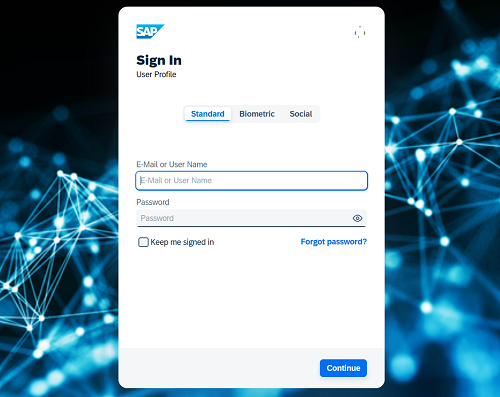 SAP
Sign In
User Profile
Standard Biometric Social
E-Mail or User Name
E-Mail or User Name
Password
Password
Keep me signed in Forgot password?
Continue